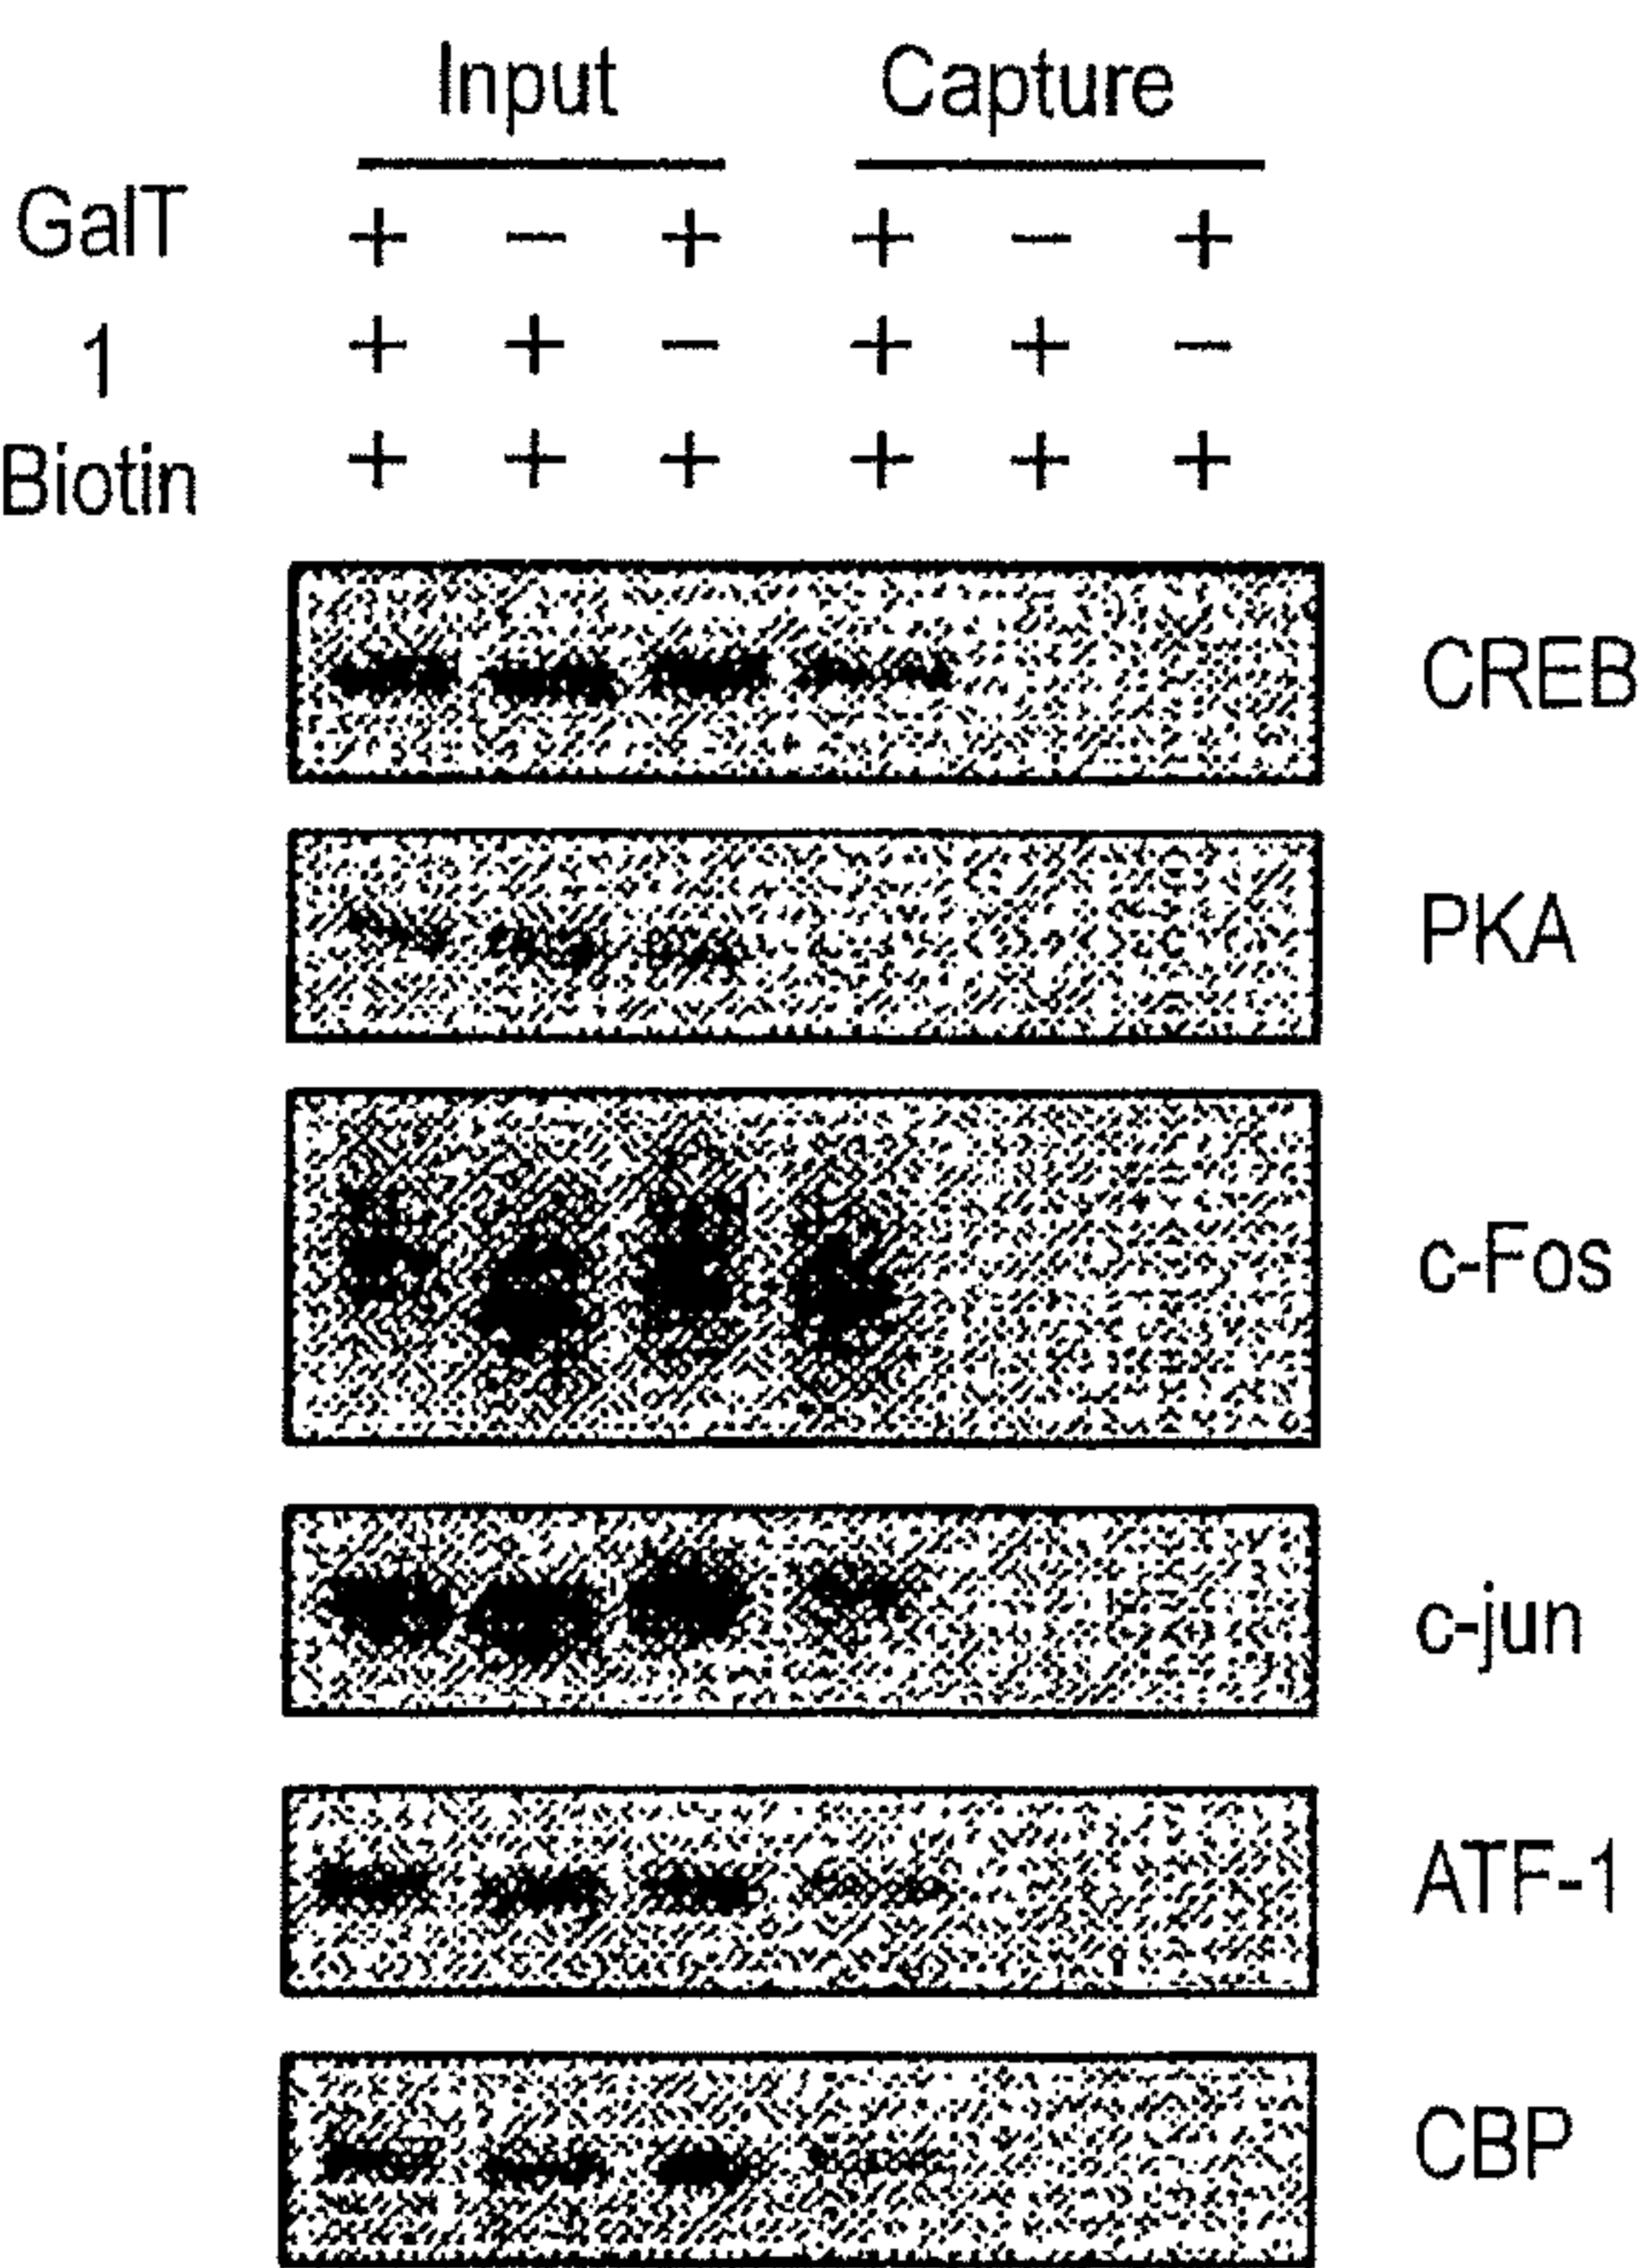 Input Capture
GalT + − + + − +
1 + + − + + −
Biotin + + + + + +
CREB
PKA
c-Fos
c-jun
ATF-1
CBP